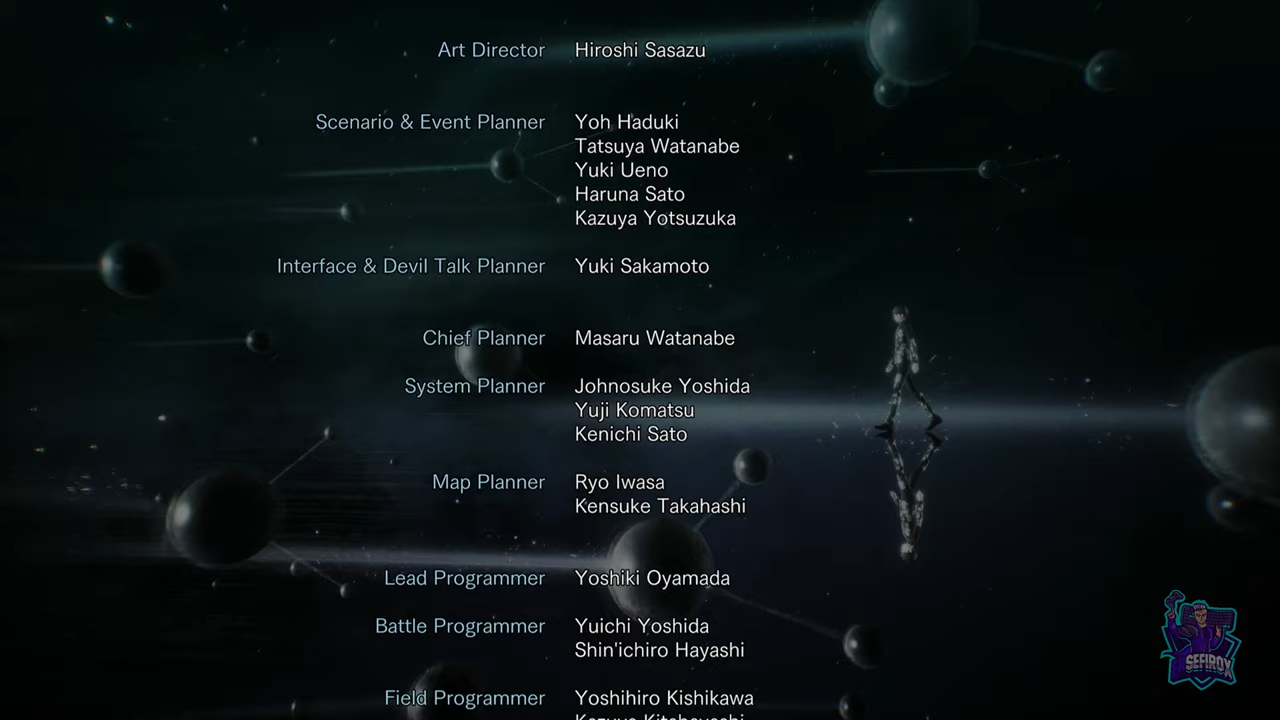 Art Director Hiroshi Sasazu
Scenario & Event Planner Yoh Haduki
Tatsuya Watanabe
Yuki Ueno
Haruna Sato
Kazuya Yotsuzuka
Interface & Devil Talk Planner Yuki Sakamoto
Chief Planner Masaru Watanabe
System Planner Johnosuke Yoshida
Yuji Komatsu
Kenichi Sato
Map Planner Ryo Iwasa
Kensuke Takahashi
Lead Programmer Yoshiki Oyamada
Battle Programmer Yuichi Yoshida
Shin'ichiro Hayashi
SEFIROX
Field Programmer Yoshihiro Kishikawa